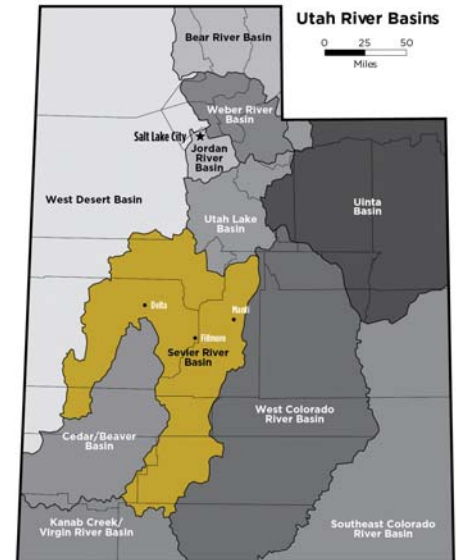 Utah River Basins
0 25 50
Miles
Bear River Basin
Weber River
Basin
Salt Lake City
Jordan
River
Basin
West Desert Basin
Uinta
Basin
Utah Lake
Basin
Delta
Manti
Fillmore
Sevier River
Basin
West Colorado
River Basin
Cedar/Beaver
Basin
Kanab Creek/
Virgin River Basin
Southeast Colorado
River Basin